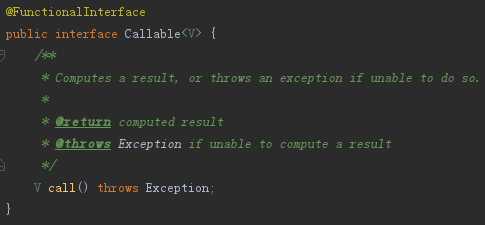 @FunctionalInterface
public interface Callable<V> {
/**
* Computes a result, or throws an exception if unable to do so.
*
* @return computed result
* @throws Exception if unable to compute a result
*/
V call() throws Exception;
}